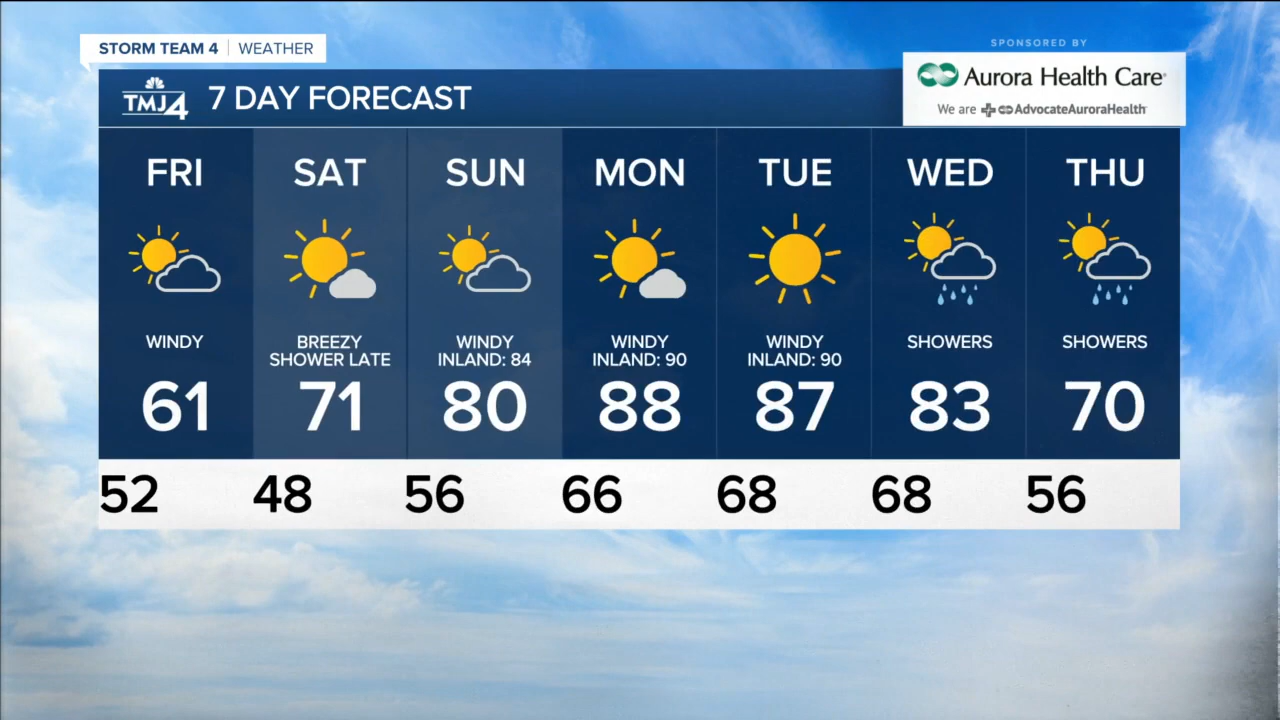 STORM TEAM 4 | WEATHER
SPONSORED BY
Aurora Health Care
We are AdvocateAuroraHealth
TMJ4 7 DAY FORECAST
FRI SAT SUN MON TUE WED THU
WINDY BREEZY WINDY WINDY WINDY SHOWERS SHOWERS
SHOWER LATE INLAND: 84 INLAND: 90 INLAND: 90
61 71 80 88 87 83 70
52 48 56 66 68 68 56